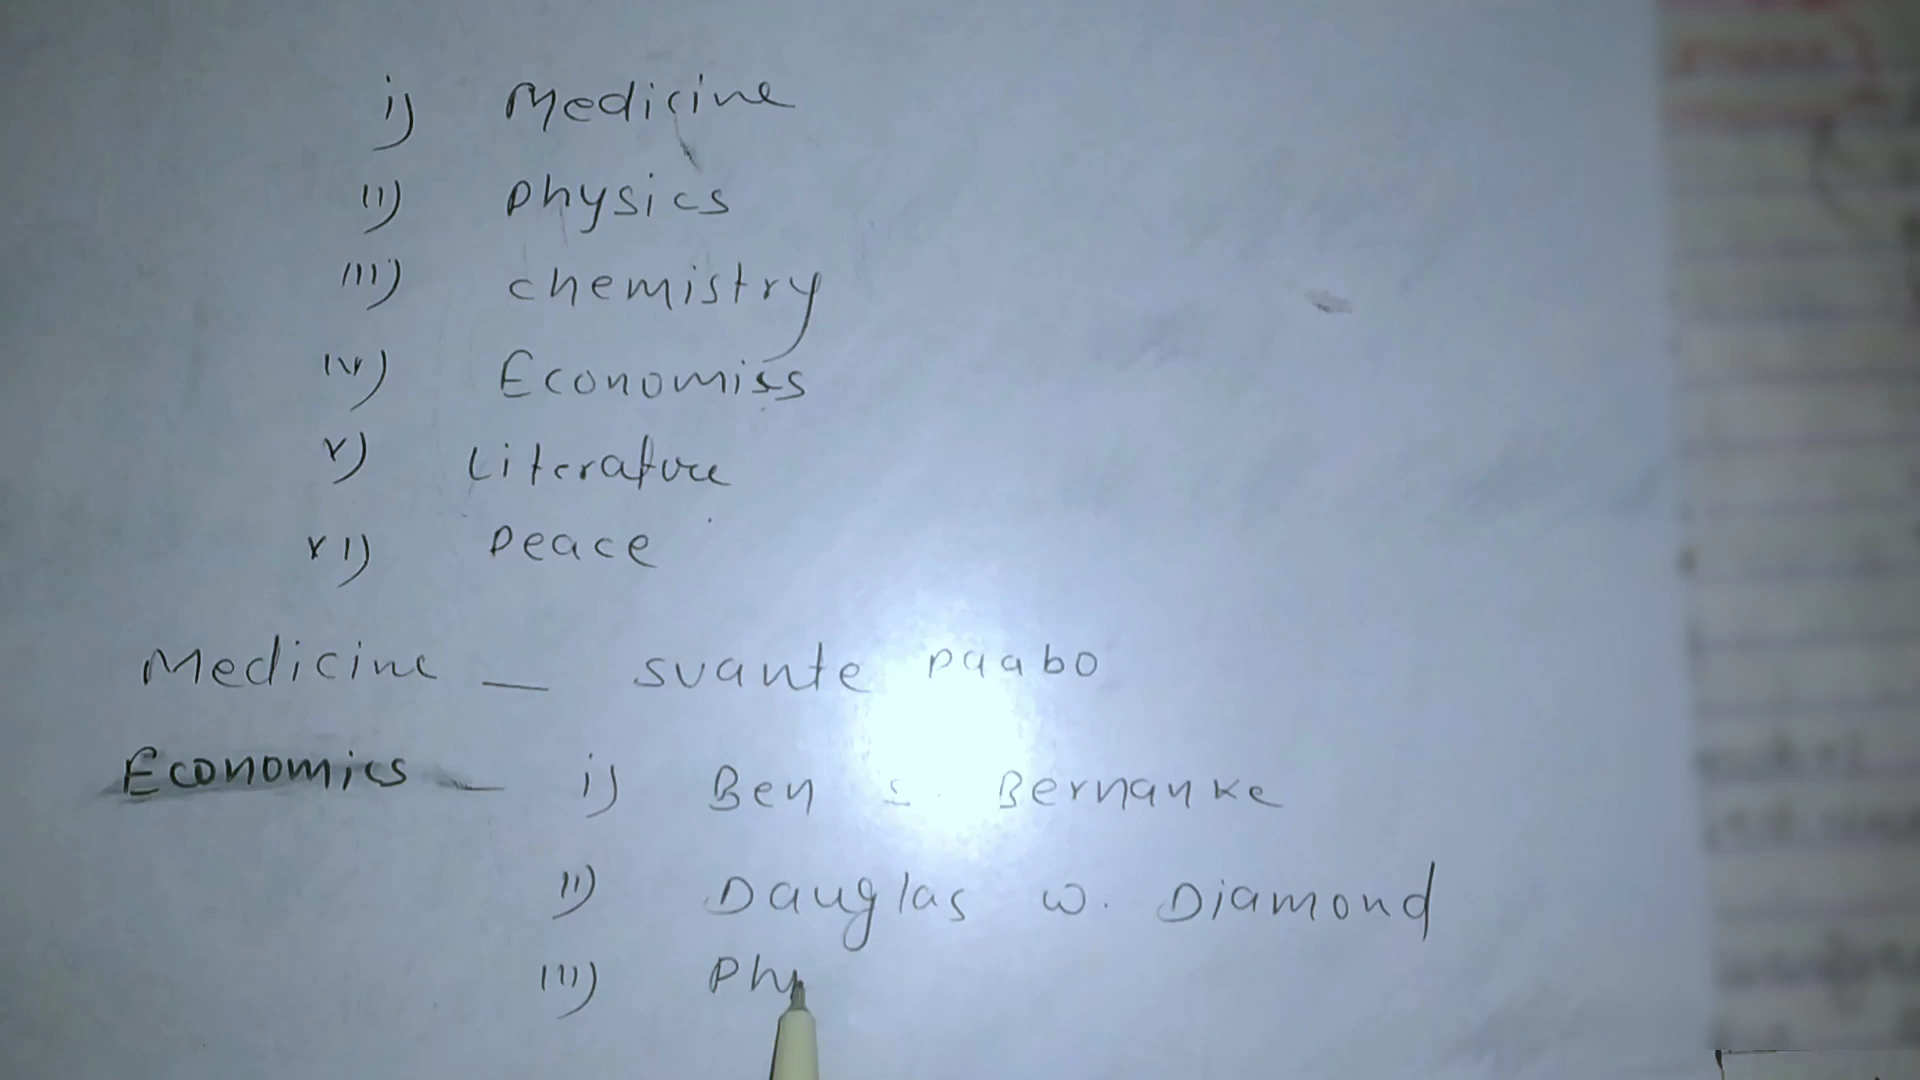 i) Medicine
ii) physics
iii) chemistry
iv) Economiss
v) Literature
vi) Peace
Medicine — svante paabo
Economics — i) Ben S. Bernanke
ii) Dauglas W. Diamond
iii) Ph